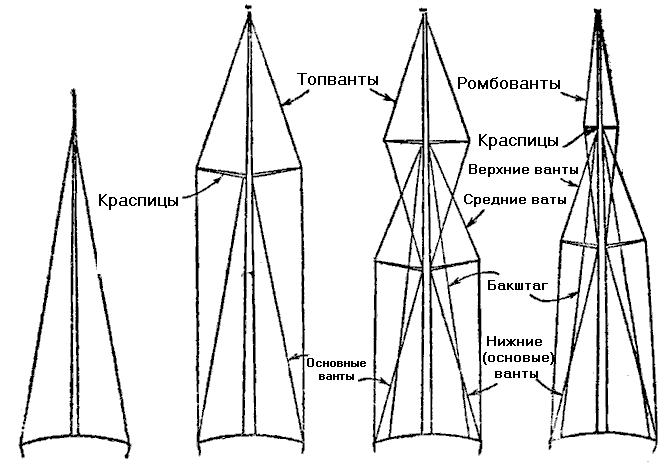 Топванты
Ромбованты
Краспицы
Верхние ванты
Краспицы
Средние ваты
Бакштаг
Основные
ванты
Нижние
(основые)
ванты